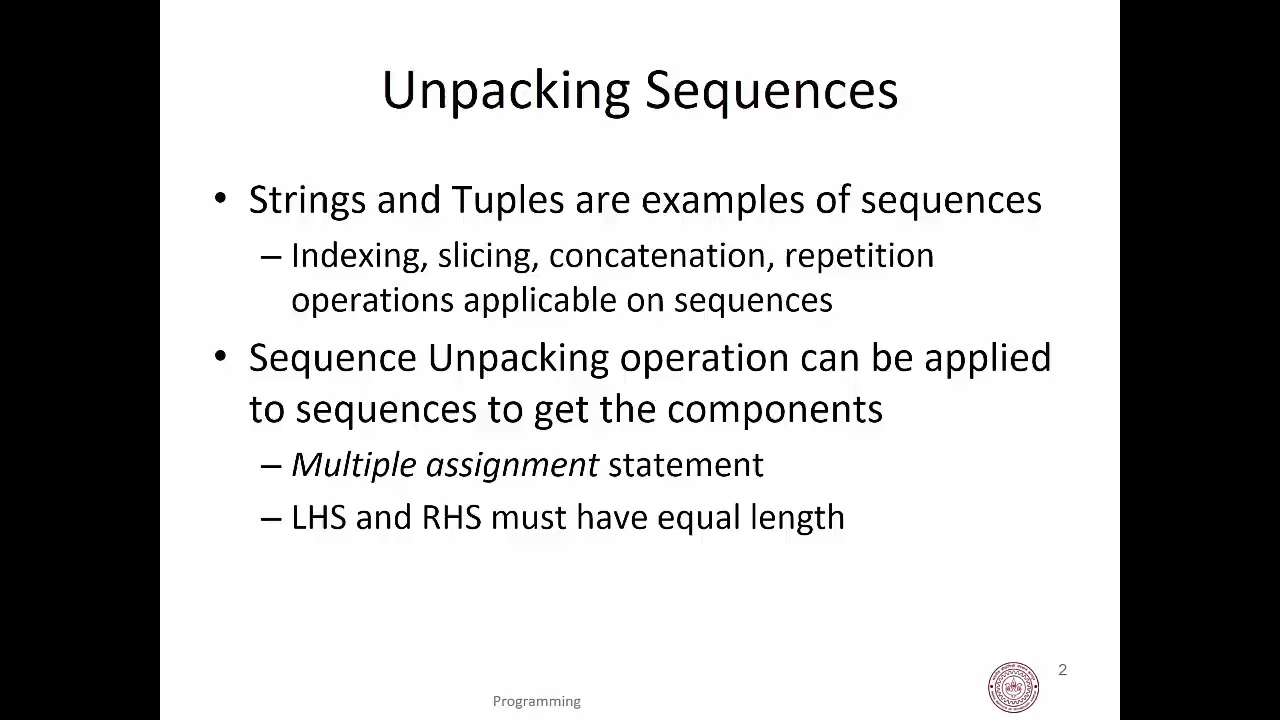 Unpacking Sequences
• Strings and Tuples are examples of sequences
– Indexing, slicing, concatenation, repetition
operations applicable on sequences
• Sequence Unpacking operation can be applied
to sequences to get the components
– Multiple assignment statement
– LHS and RHS must have equal length
2
Programming